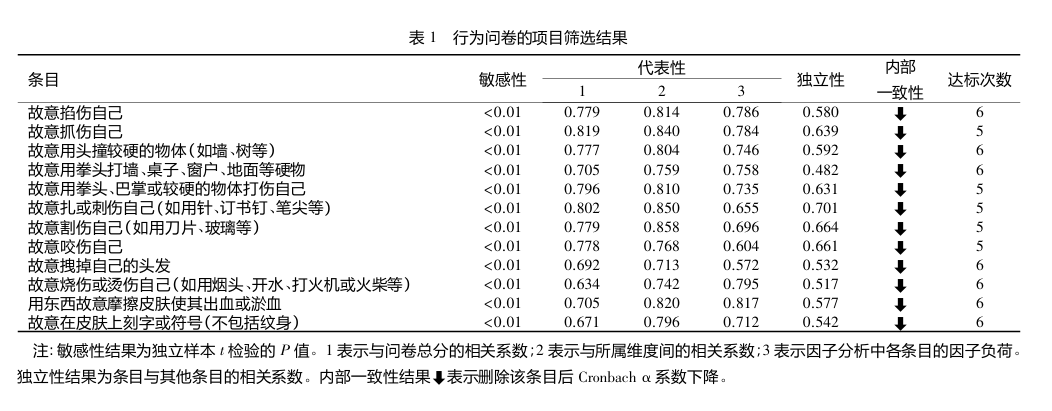 表 1 行为问卷的项目筛选结果
条目 敏感性 代表性 独立性 内部一致性 达标次数
1 2 3
故意掐伤自己 <0.01 0.779 0.814 0.786 0.580 🡇 6
故意抓伤自己 <0.01 0.819 0.840 0.784 0.639 🡇 5
故意用头撞较硬的物体(如墙、树等) <0.01 0.777 0.804 0.746 0.592 🡇 6
故意用拳头打墙、桌子、窗户、地面等硬物 <0.01 0.705 0.759 0.758 0.482 🡇 6
故意用拳头、巴掌或较硬的物体打伤自己 <0.01 0.796 0.810 0.735 0.631 🡇 5
故意扎或刺伤自己(如用针、订书钉、笔尖等) <0.01 0.802 0.850 0.655 0.701 🡇 5
故意割伤自己(如用刀片、玻璃等) <0.01 0.779 0.858 0.696 0.664 🡇 5
故意咬伤自己 <0.01 0.778 0.768 0.604 0.661 🡇 5
故意拽掉自己的头发 <0.01 0.692 0.713 0.572 0.532 🡇 6
故意烧伤或烫伤自己(如用烟头、开水、打火机或火柴等) <0.01 0.634 0.742 0.795 0.517 🡇 6
用东西故意摩擦皮肤使其出血或淤血 <0.01 0.705 0.820 0.817 0.577 🡇 6
故意在皮肤上刻字或符号(不包括纹身) <0.01 0.671 0.796 0.712 0.542 🡇 6
注:敏感性结果为独立样本 t 检验的 P 值。1 表示与问卷总分的相关系数;2 表示与所属维度间的相关系数;3 表示因子分析中各条目的因子负荷。
独立性结果为条目与其他条目的相关系数。内部一致性结果🡇表示删除该条目后 Cronbach α 系数下降。